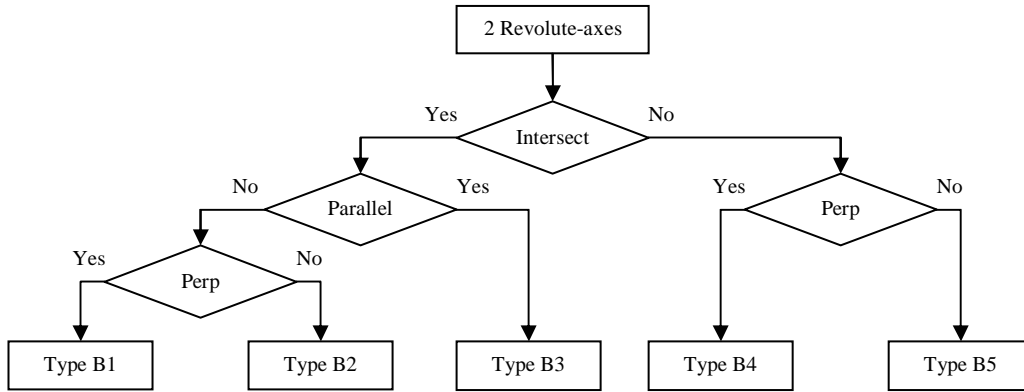 2 Revolute-axes
Yes
No
Intersect
No
Yes
Yes
No
Parallel
Perp
Yes
No
Perp
Type B1
Type B2
Type B3
Type B4
Type B5